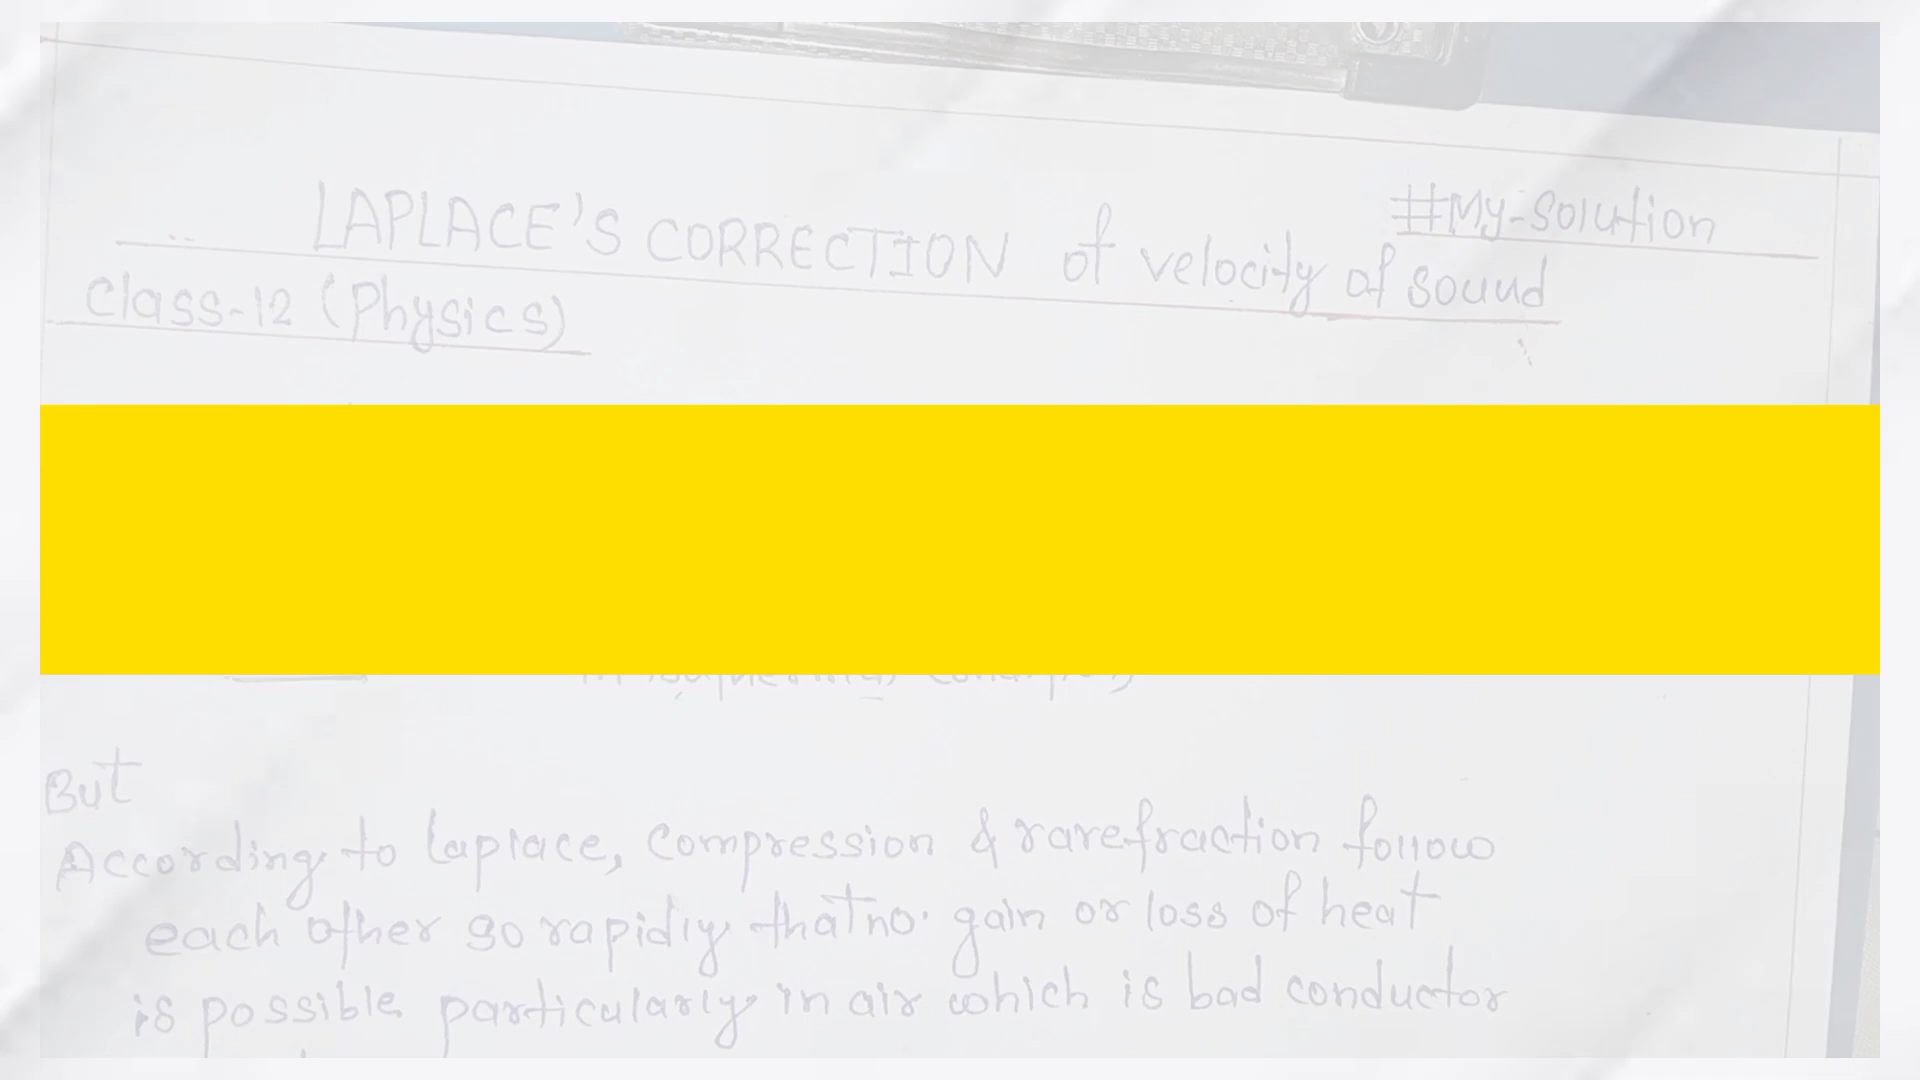 #My-Solution
LAPLACE'S CORRECTION of velocity of sound
Class-12 (Physics)
But
According to Laplace, Compression & rarefraction follow
each other so rapidly that no gain or loss of heat
is possible particularly in air which is bad conductor